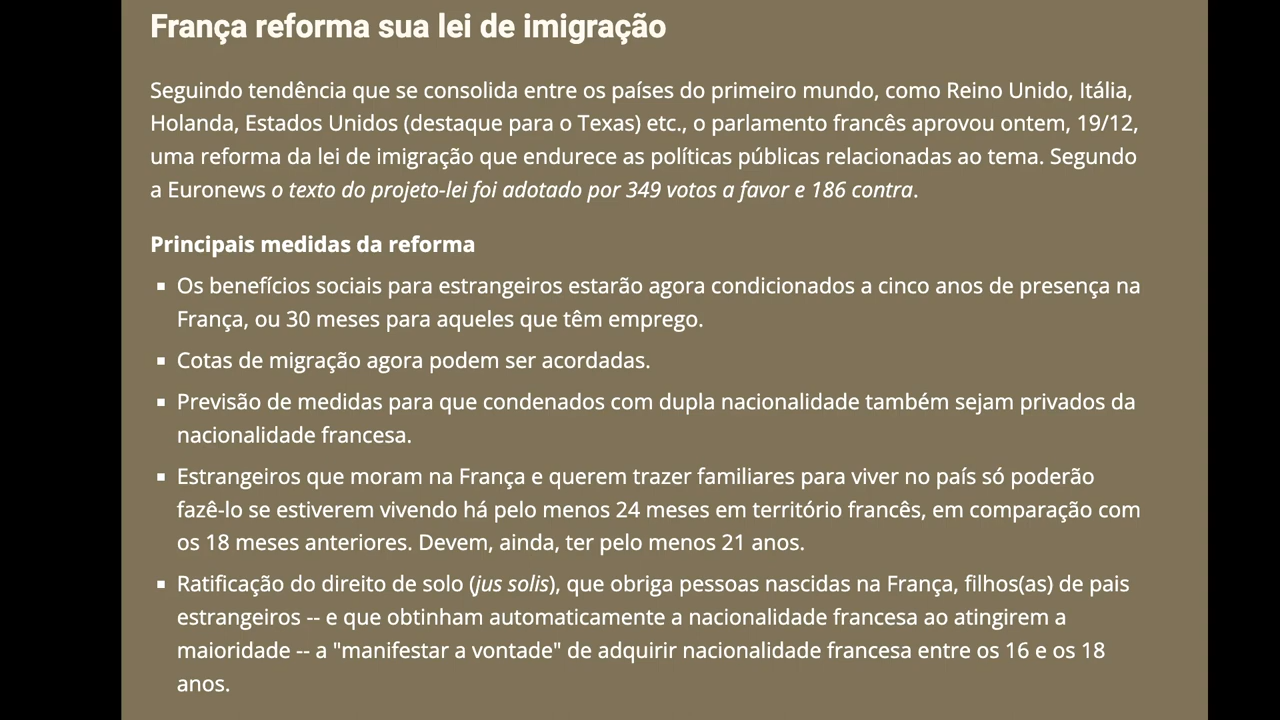 França reforma sua lei de imigração
Seguindo tendência que se consolida entre os países do primeiro mundo, como Reino Unido, Itália,
Holanda, Estados Unidos (destaque para o Texas) etc., o parlamento francês aprovou ontem, 19/12,
uma reforma da lei de imigração que endurece as políticas públicas relacionadas ao tema. Segundo
a Euronews o texto do projeto-lei foi adotado por 349 votos a favor e 186 contra.
Principais medidas da reforma
▪ Os benefícios sociais para estrangeiros estarão agora condicionados a cinco anos de presença na
França, ou 30 meses para aqueles que têm emprego.
▪ Cotas de migração agora podem ser acordadas.
▪ Previsão de medidas para que condenados com dupla nacionalidade também sejam privados da
nacionalidade francesa.
▪ Estrangeiros que moram na França e querem trazer familiares para viver no país só poderão
fazê-lo se estiverem vivendo há pelo menos 24 meses em território francês, em comparação com
os 18 meses anteriores. Devem, ainda, ter pelo menos 21 anos.
▪ Ratificação do direito de solo (jus solis), que obriga pessoas nascidas na França, filhos(as) de pais
estrangeiros -- e que obtinham automaticamente a nacionalidade francesa ao atingirem a
maioridade -- a "manifestar a vontade" de adquirir nacionalidade francesa entre os 16 e os 18
anos.